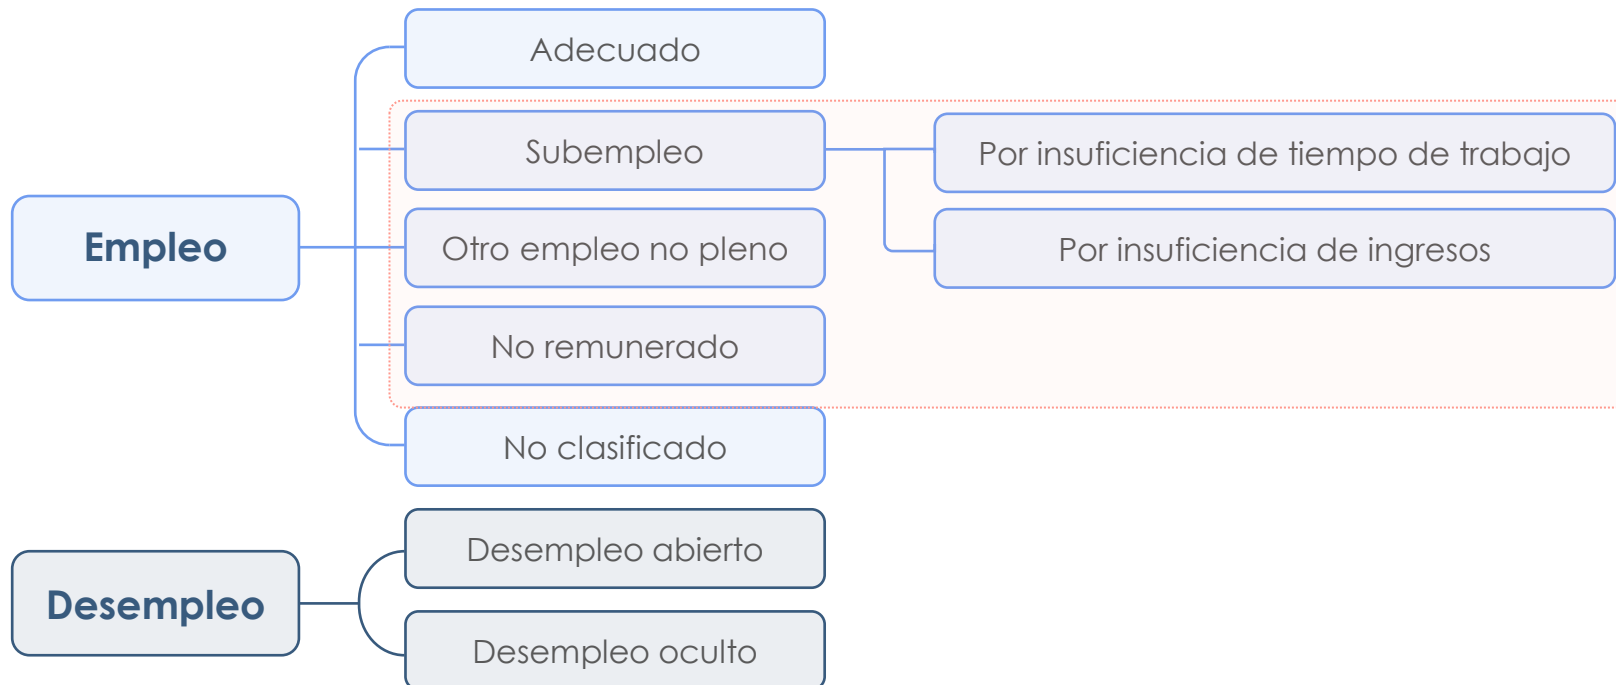 Adecuado
Subempleo
Por insuficiencia de tiempo de trabajo
Empleo
Otro empleo no pleno
Por insuficiencia de ingresos
No remunerado
No clasificado
Desempleo abierto
Desempleo
Desempleo oculto